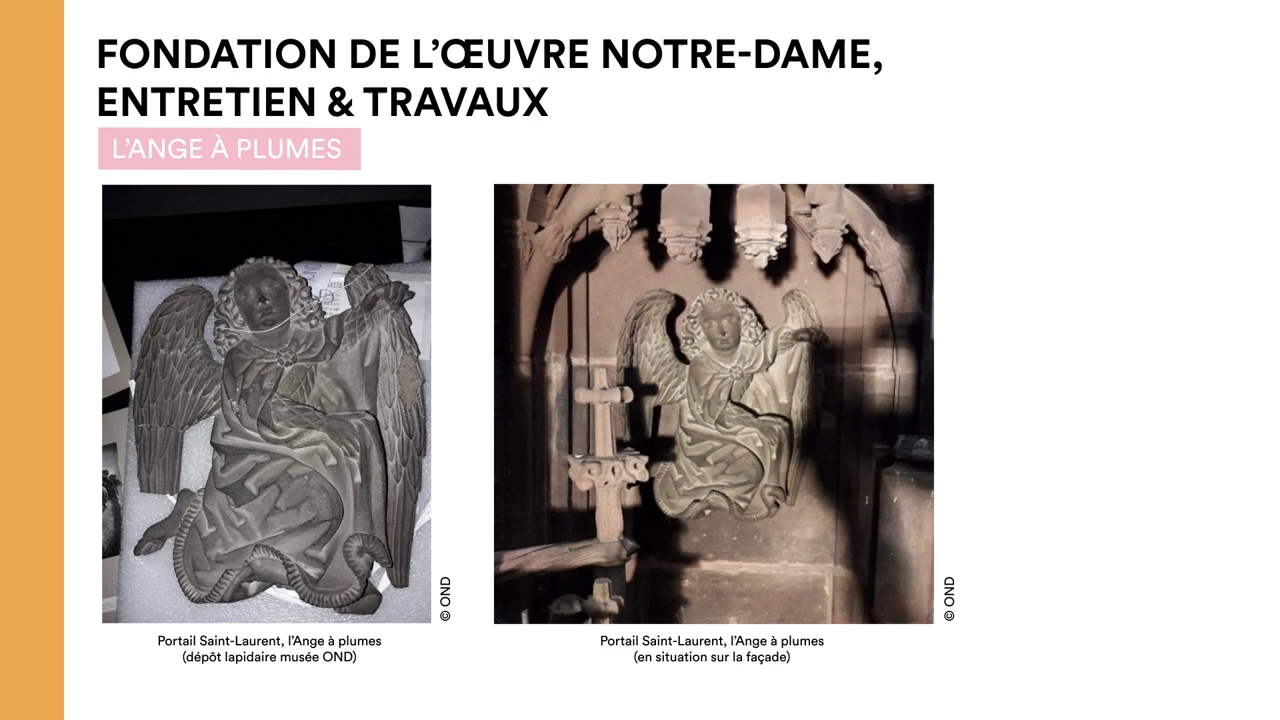 FONDATION DE L’ŒUVRE NOTRE-DAME,
ENTRETIEN & TRAVAUX
L’ANGE À PLUMES
© OND
© OND
Portail Saint-Laurent, l’Ange à plumes
(dépôt lapidaire musée OND)
Portail Saint-Laurent, l’Ange à plumes
(en situation sur la façade)